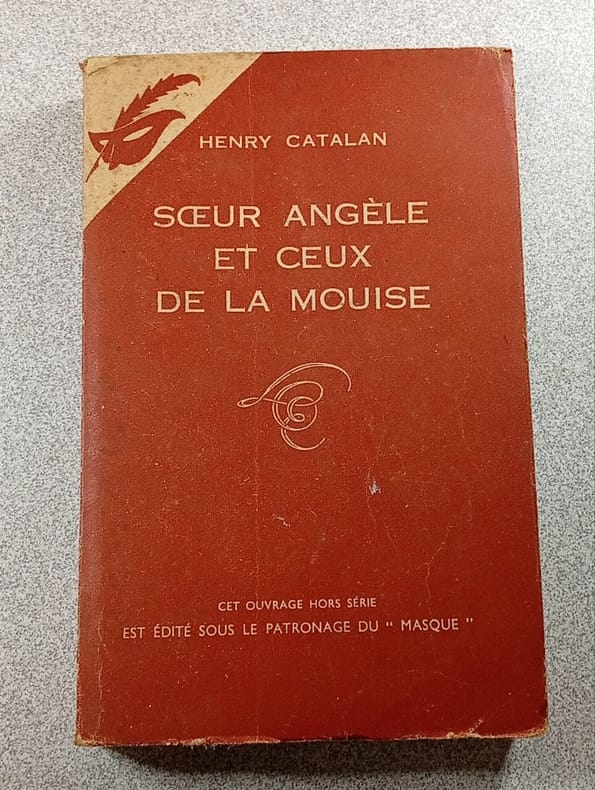 HENRY CATALAN
SŒUR ANGÈLE
ET CEUX
DE LA MOUISE
CET OUVRAGE HORS SÉRIE
EST ÉDITÉ SOUS LE PATRONAGE DU " MASQUE "